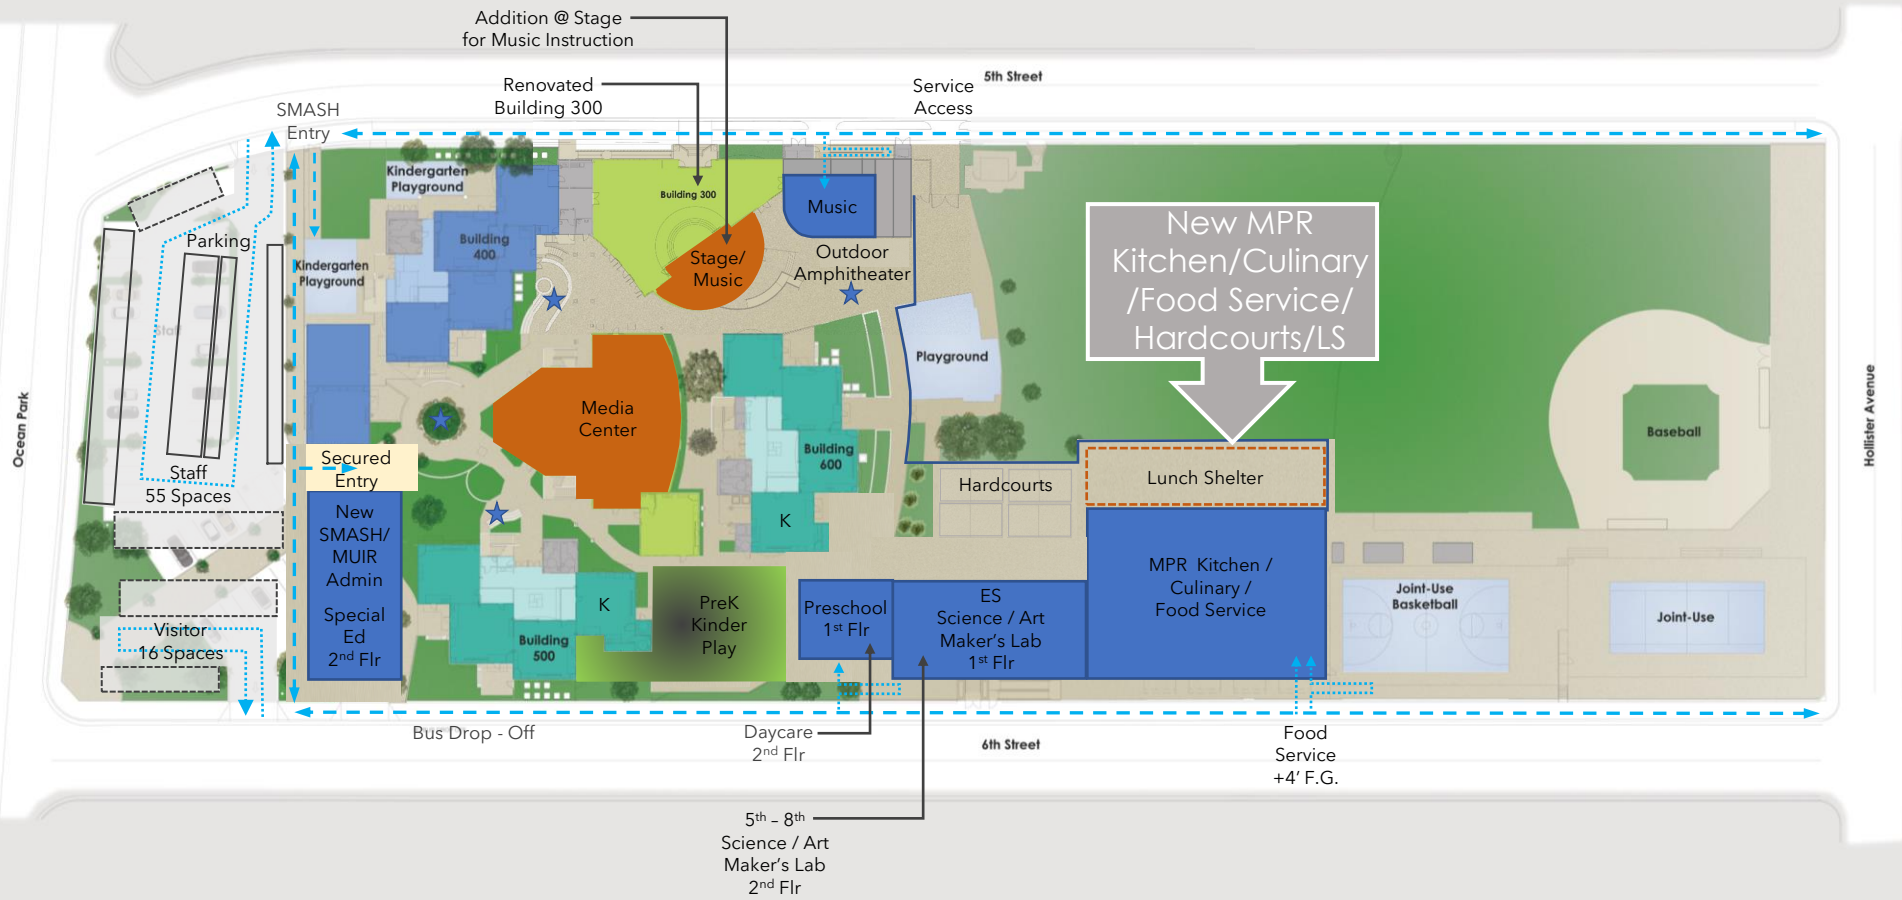 Addition @ Stage
for Music Instruction
Renovated
Building 300
Service
Access
5th Street
SMASH
Entry
Kindergarten
Playground
Building 300
Music
New MPR
Kitchen/Culinary
/Food Service/
Hardcourts/LS
Parking
Building
400
Kindergarten
Playground
Stage/
Music
Outdoor
Amphitheater
Staff
Playground
Ocean Park
Hollister Avenue
Media
Center
Baseball
Building
600
Secured
Entry
Staff
55 Spaces
Hardcourts
Lunch Shelter
New
SMASH/
MUIR
Admin
Special
Ed
2nd Flr
K
MPR Kitchen /
Culinary /
Food Service
Joint-Use
Basketball
Joint-Use
Visitor
16 Spaces
K
Building
500
PreK
Kinder
Play
Preschool
1st Flr
ES
Science / Art
Maker's Lab
1st Flr
Bus Drop - Off
Daycare
2nd Flr
6th Street
Food
Service
+4' F.G.
5th – 8th
Science / Art
Maker's Lab
2nd Flr